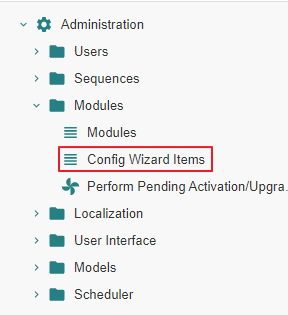 Administration
Users
Sequences
Modules
Modules
Config Wizard Items
Perform Pending Activation/Upgra.
Localization
User Interface
Models
Scheduler